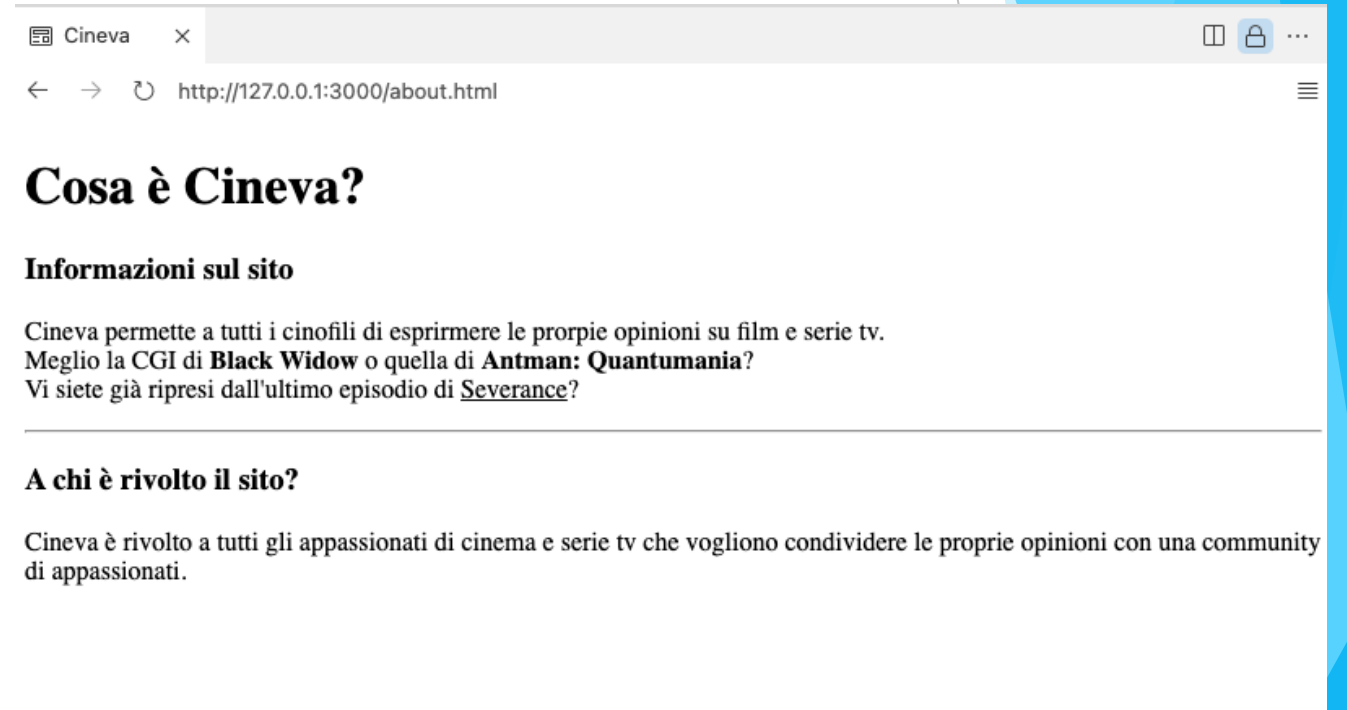 Cineva
http://127.0.0.1:3000/about.html
Cosa è Cineva?
Informazioni sul sito
Cineva permette a tutti i cinofili di esprirmere le prorpie opinioni su film e serie tv.
Meglio la CGI di Black Widow o quella di Antman: Quantumania?
Vi siete già ripresi dall'ultimo episodio di Severance?
A chi è rivolto il sito?
Cineva è rivolto a tutti gli appassionati di cinema e serie tv che vogliono condividere le proprie opinioni con una community
di appassionati.